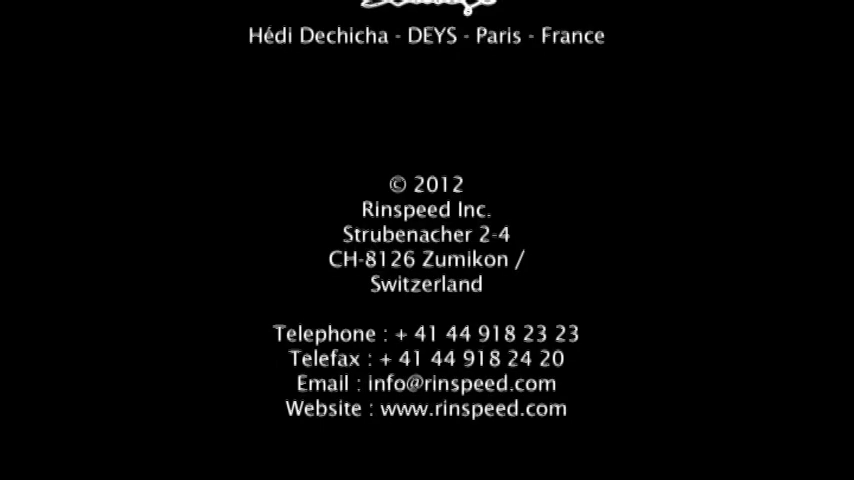 Hédi Dechicha - DEYS - Paris - France
© 2012
Rinspeed Inc.
Strubenacher 2-4
CH-8126 Zumikon /
Switzerland
Telephone : + 41 44 918 23 23
Telefax : + 41 44 918 24 20
Email : info@rinspeed.com
Website : www.rinspeed.com